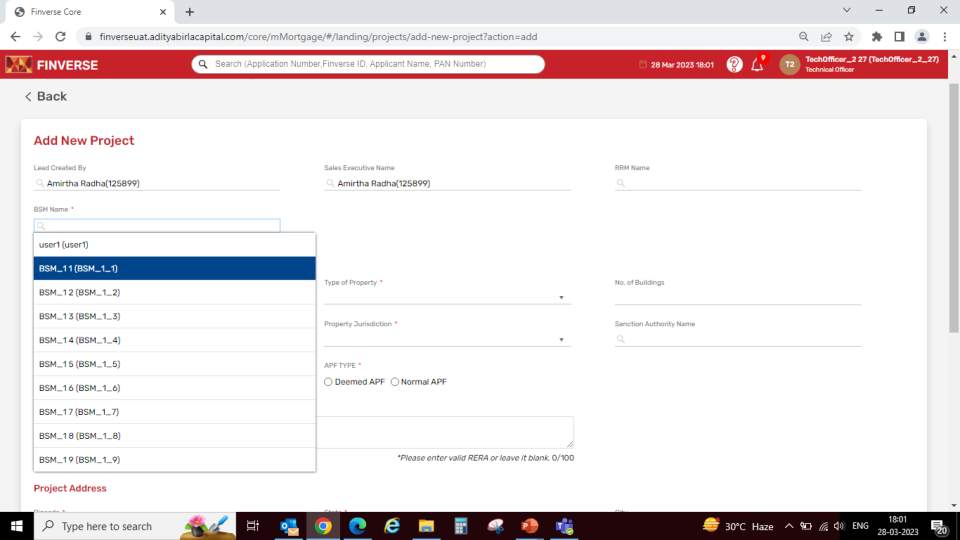 Finverse Core
finverseuat.adityabirlacapital.com/core/mMortgage/#/landing/projects/add-new-project?action=add
FINVERSE
Search (Application Number,Finverse ID, Applicant Name, PAN Number)
28 Mar 2023 18:01
T2
TechOfficer_2 27 (TechOfficer_2_27)
Technical Officer
Back
Add New Project
Lead Created By
Sales Executive Name
RRM Name
Amirtha Radha(125899)
Amirtha Radha(125899)
BSM Name *
user1 (user1)
BSM_1 1 (BSM_1_1)
BSM_1 2 (BSM_1_2)
BSM_1 3 (BSM_1_3)
BSM_1 4 (BSM_1_4)
BSM_1 5 (BSM_1_5)
BSM_1 6 (BSM_1_6)
BSM_1 7 (BSM_1_7)
BSM_1 8 (BSM_1_8)
BSM_1 9 (BSM_1_9)
Type of Property *
No. of Buildings
Property Jurisdiction *
Sanction Authority Name
APF TYPE *
Deemed APF
Normal APF
*Please enter valid RERA or leave it blank. 0/100
Project Address
Type here to search
30°C Haze
ENG
18:01
28-03-2023
20